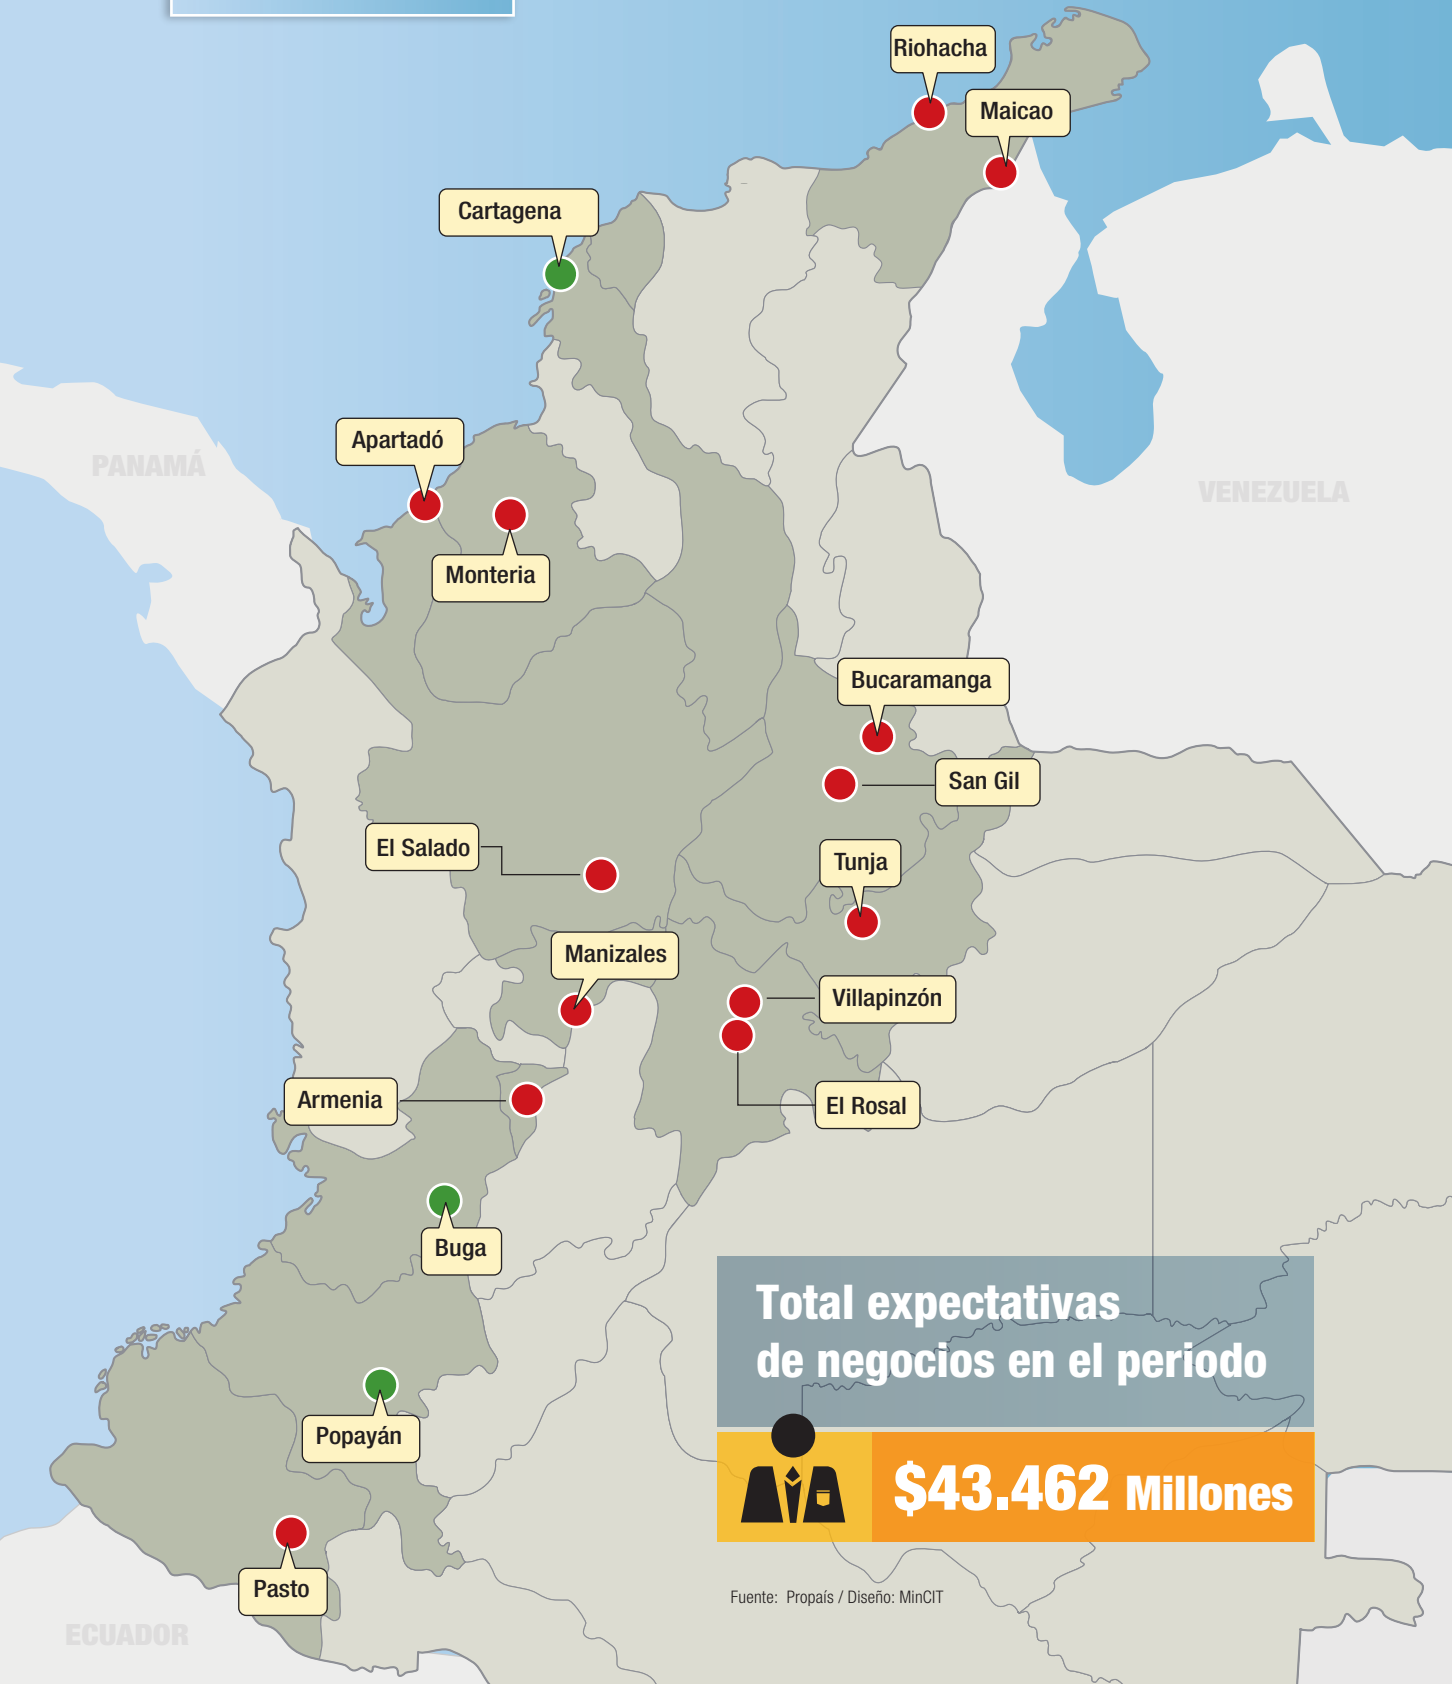 Riohacha
Maicao
Cartagena
Apartadó
PANAMÁ
VENEZUELA
Monteria
Bucaramanga
San Gil
El Salado
Tunja
Manizales
Villapinzón
Armenia
El Rosal
Buga
Total expectativas
de negocios en el periodo
Popayán
$43.462 Millones
Pasto
Fuente: Propaís / Diseño: MinCIT
ECUADOR